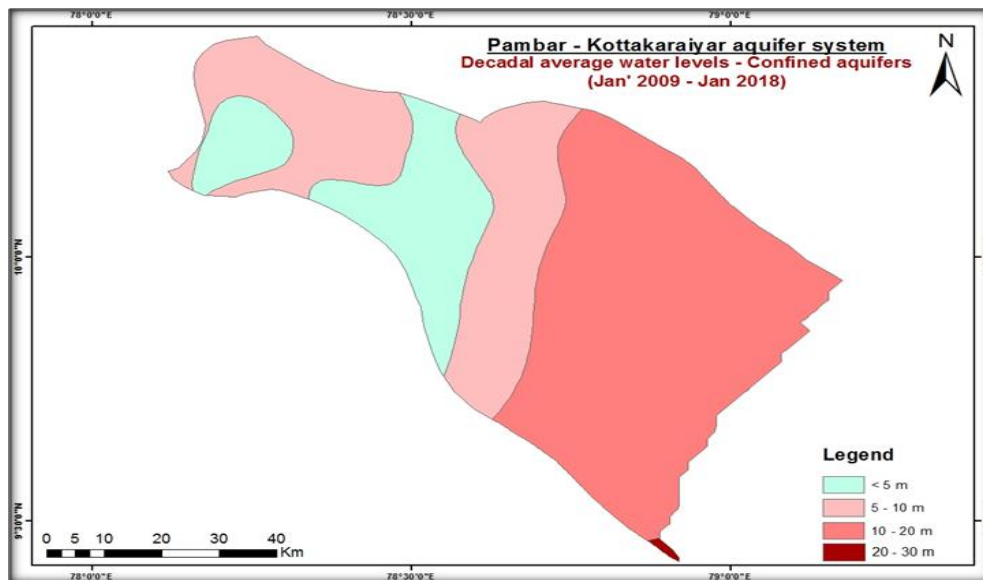 78°0'0"E 78°30'0"E 79°0'0"E
Pambar - Kottakaraiyar aquifer system
Decadal average water levels - Confined aquifers
(Jan' 2009 - Jan 2018)
N
10°0'0"N
Legend
< 5 m
5 - 10 m
10 - 20 m
20 - 30 m
9°30'0"N
0 5 10 20 30 40
Km
78°0'0"E 78°30'0"E 79°0'0"E